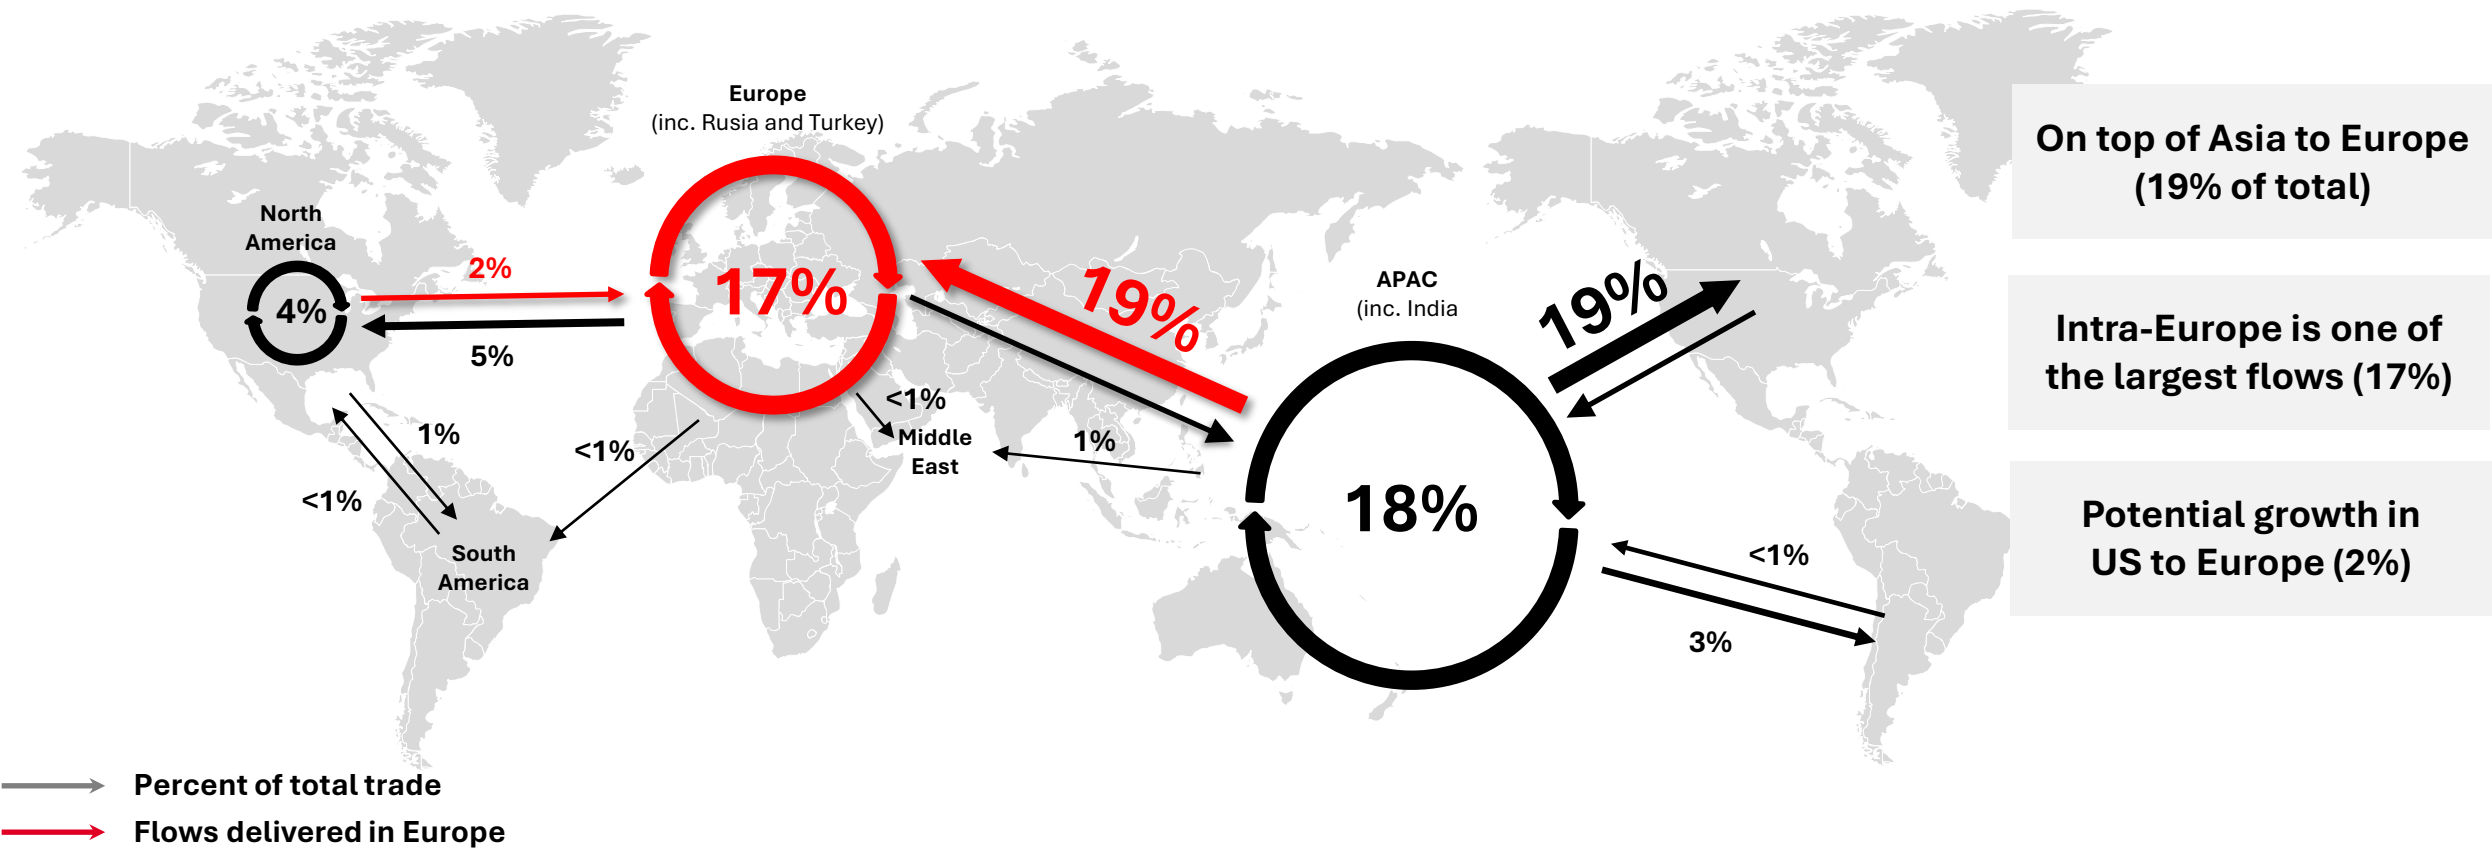 Europe
(inc. Rusia and Turkey)
North
America
4%
2%
5%
17%
19%
<1%
Middle
East
1%
<1%
1%
<1%
South
America
APAC
(inc. India
18%
19%
<1%
3%
On top of Asia to Europe
(19% of total)
Intra-Europe is one of
the largest flows (17%)
Potential growth in
US to Europe (2%)
Percent of total trade
Flows delivered in Europe